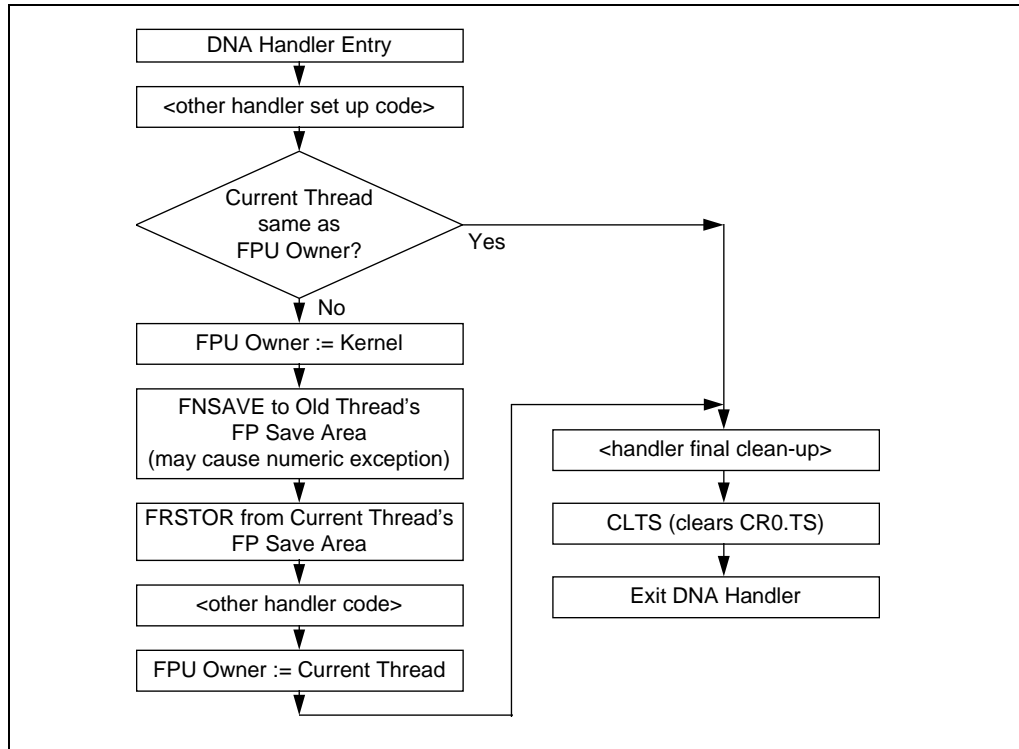 DNA Handler Entry
<other handler set up code>
Current Thread
same as
FPU Owner?
Yes
No
FPU Owner := Kernel
FNSAVE to Old Thread’s
FP Save Area
(may cause numeric exception)
FRSTOR from Current Thread’s
FP Save Area
<other handler code>
FPU Owner := Current Thread
<handler final clean-up>
CLTS (clears CR0.TS)
Exit DNA Handler